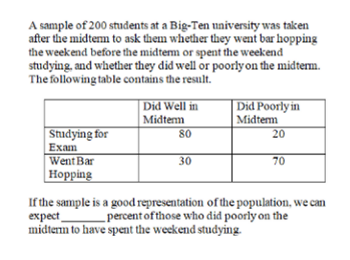 A sample of 200 students at a Big-Ten university was taken
after the midterm to ask them whether they went bar hopping
the weekend before the midterm or spent the weekend
studying, and whether they did well or poorly on the midterm.
The following table contains the result.
Did Well in Midterm
Did Poorly in Midterm
Studying for Exam
80
20
Went Bar Hopping
30
70
If the sample is a good representation of the population, we can
expect ______ percent of those who did poorly on the
midterm to have spent the weekend studying.